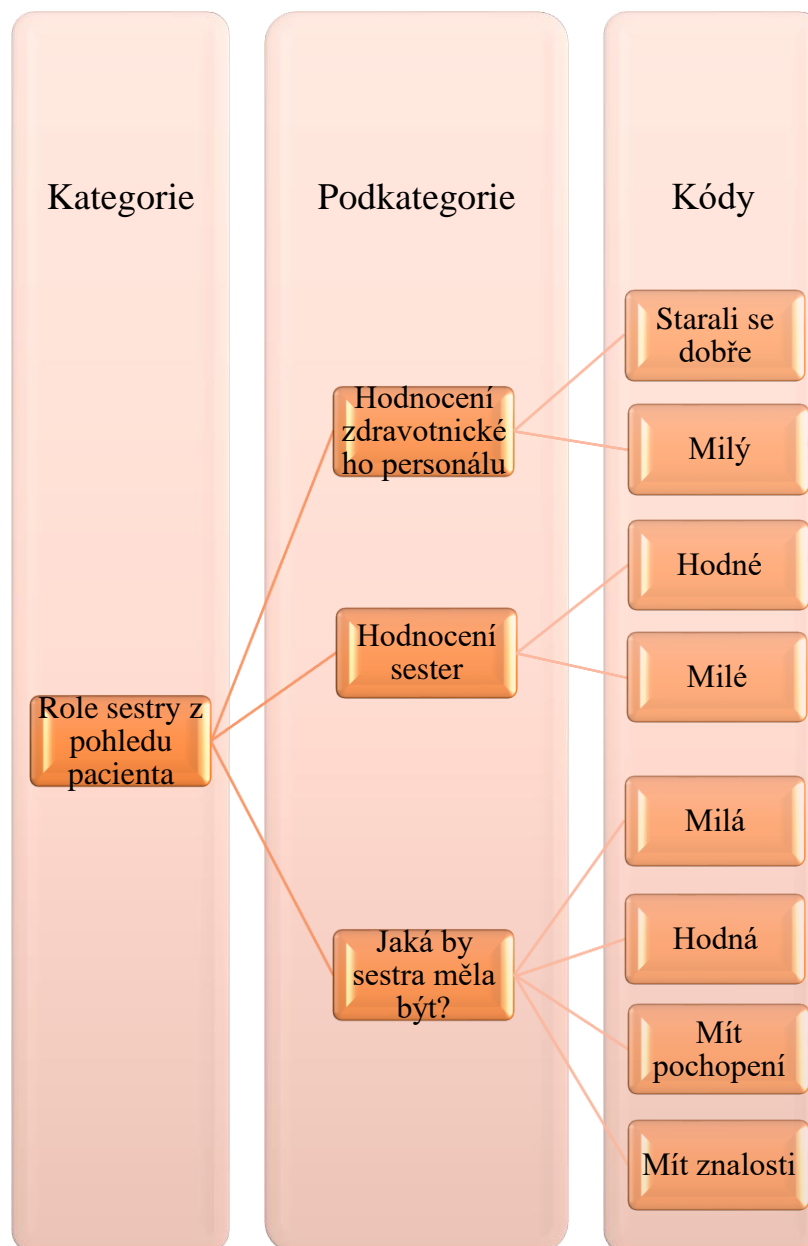 Kategorie
Podkategorie
Kódy
Role sestry z
pohledu
pacienta
Hodnocení
zdravotnické
ho personálu
Starali se
dobře
Milý
Hodnocení
sester
Hodné
Milé
Jaká by
sestra měla
být?
Milá
Hodná
Mít
pochopení
Mít znalosti